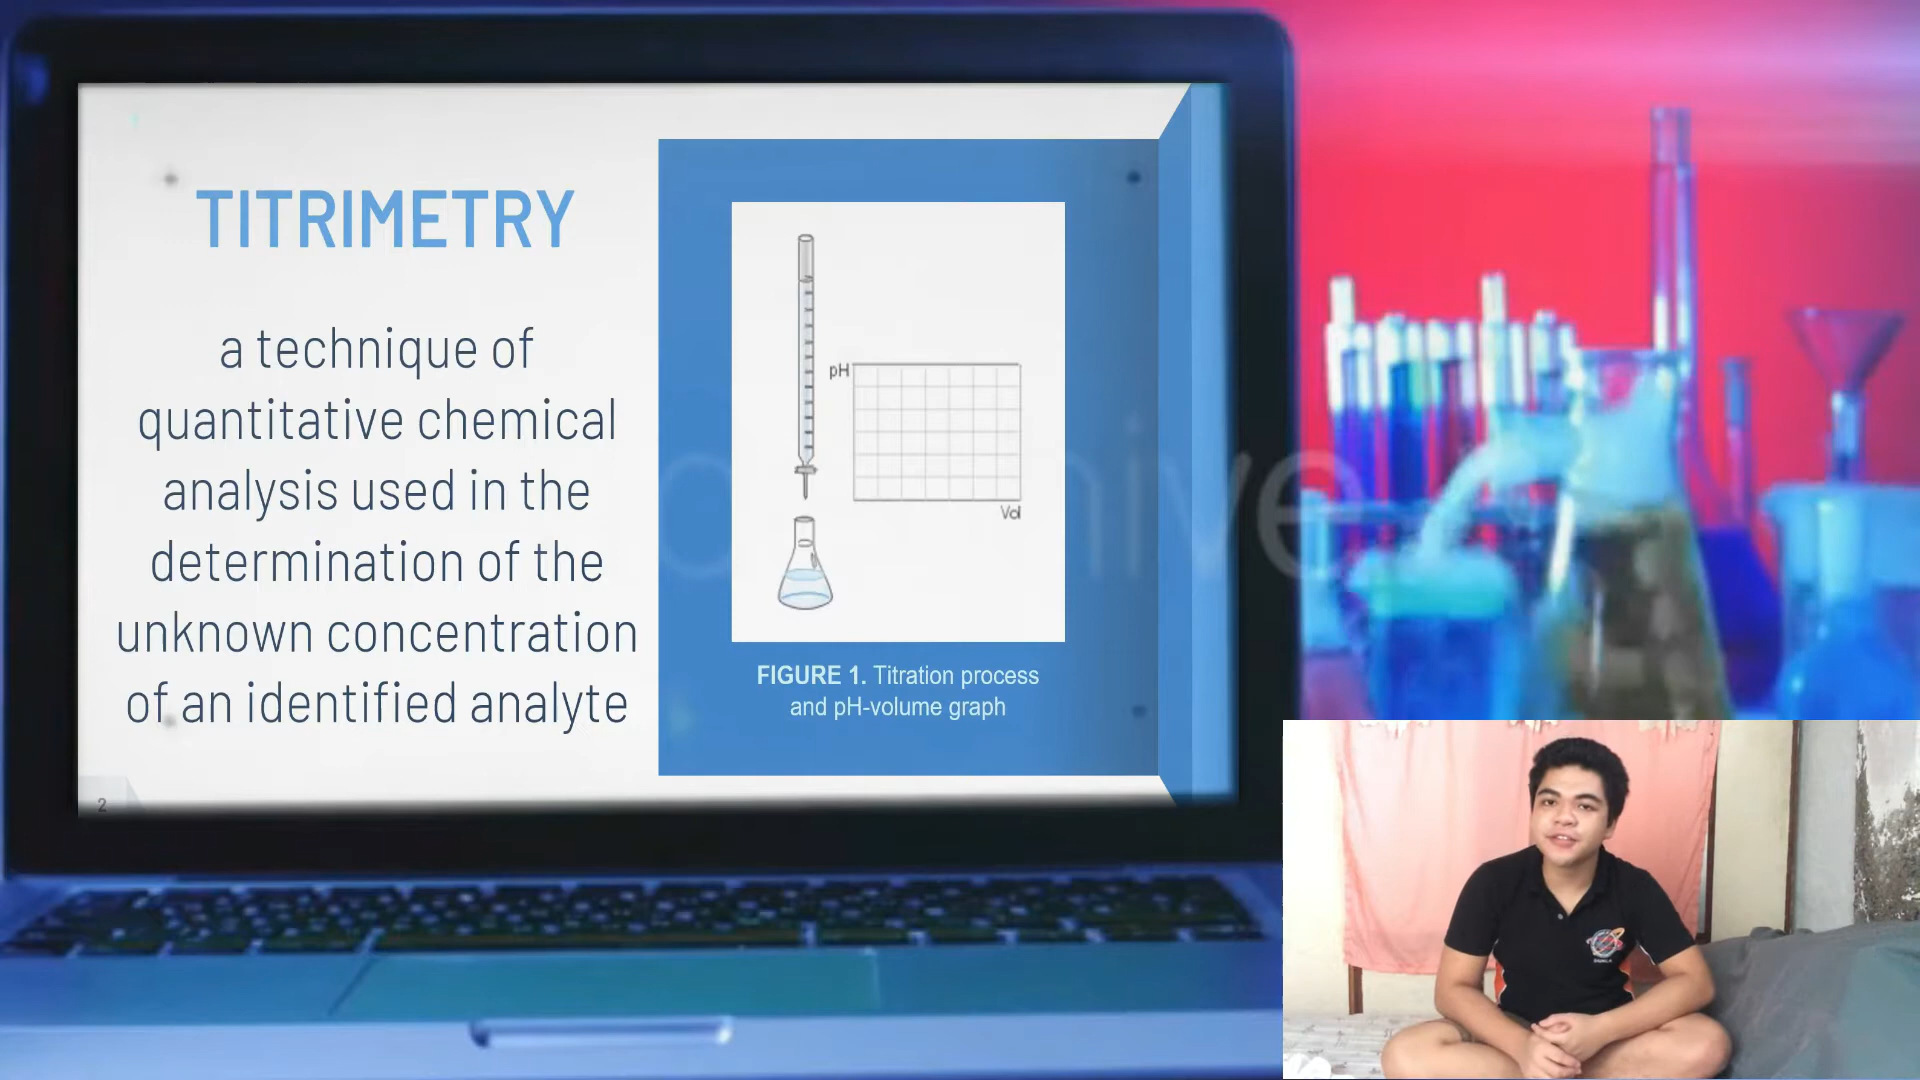 TITRIMETRY
a technique of
quantitative chemical
analysis used in the
determination of the
unknown concentration
of an identified analyte
pH
Vol
FIGURE 1. Titration process
and pH-volume graph
2